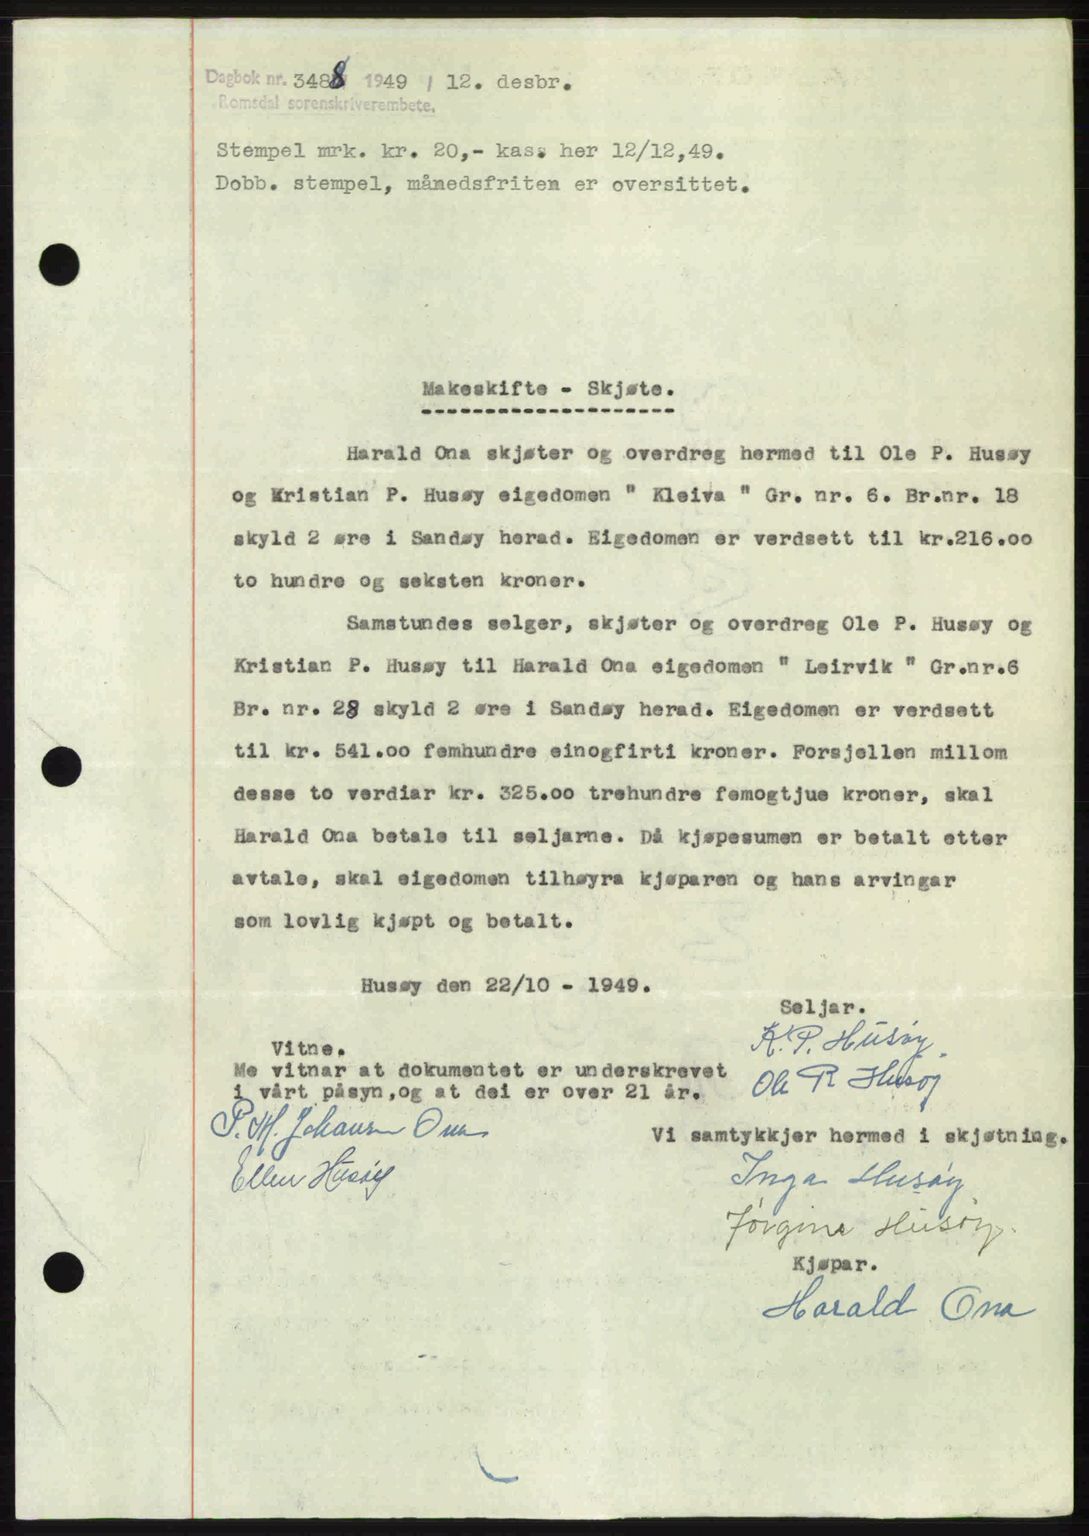 Dagbok nr. 3488 1949 / 12. desbr.
Romsdal sorenskriverembete.
Stempel mrk. kr. 20,- kas. her 12/12,49.
Dobb. stempel, månedsfriten er oversittet.
Makeskifte - Skjøte.
Harald Ona skjøter og overdreg hermed til Ole P. Husøy
og Kristian P. Husøy eigedomen " Kleiva " Gr. nr. 6. Br.nr. 18
skyld 2 øre i Sandøy herad. Eigedomen er verdsett til kr.216.oo
to hundre og seksten kroner.
Samstundes selger, skjøter og overdreg Ole P. Husøy og
Kristian P. Husøy til Harald Ona eigedomen " Leirvik " Gr.nr.6
Br. nr. 28 skyld 2 øre i Sandøy herad. Eigedomen er verdsett
til kr. 541.oo femhundre einogfirti kroner. Forsjellen millom
desse to verdiar kr. 325.oo trehundre femogtjue kroner, skal
Harald Ona betale til seljarne. Då kjøpesumen er betalt etter
avtale, skal eigedomen tilhøyra kjøparen og hans arvingar
som lovlig kjøpt og betalt.
Husøy den 22/10 - 1949.
Seljar.
K. P. Husøy.
Ole P. Husøy
Vitne.
Me vitnar at dokumentet er underskrevet
i vårt påsyn,og at dei er over 21 år.
P. M. Johansen Ona
Ellen Husøy
Vi samtykkjer hermed i skjøtning.
Inga Husøy
Jørgine Husøy.
Kjøpar.
Harald Ona